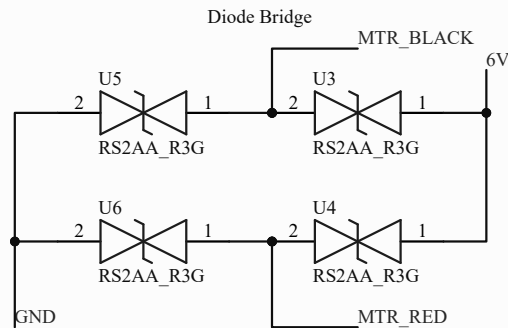 Diode Bridge
MTR_BLACK
6V
U5
U3
2
1
2
1
RS2AA_R3G
RS2AA_R3G
U6
U4
2
1
2
1
RS2AA_R3G
RS2AA_R3G
GND
MTR_RED